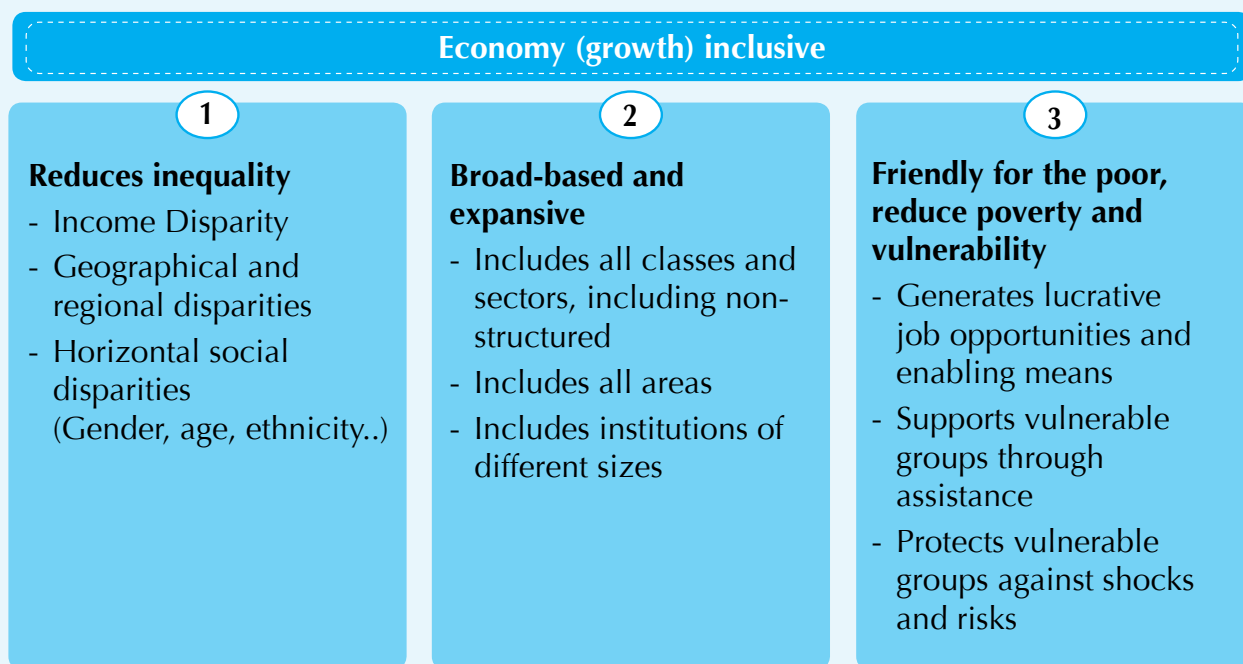 Economy (growth) inclusive
1
Reduces inequality
- Income Disparity
- Geographical and
regional disparities
- Horizontal social
disparities
(Gender, age, ethnicity..)
2
Broad-based and
expansive
- Includes all classes and
sectors, including non-
structured
- Includes all areas
- Includes institutions of
different sizes
3
Friendly for the poor,
reduce poverty and
vulnerability
- Generates lucrative
job opportunities and
enabling means
- Supports vulnerable
groups through
assistance
- Protects vulnerable
groups against shocks
and risks